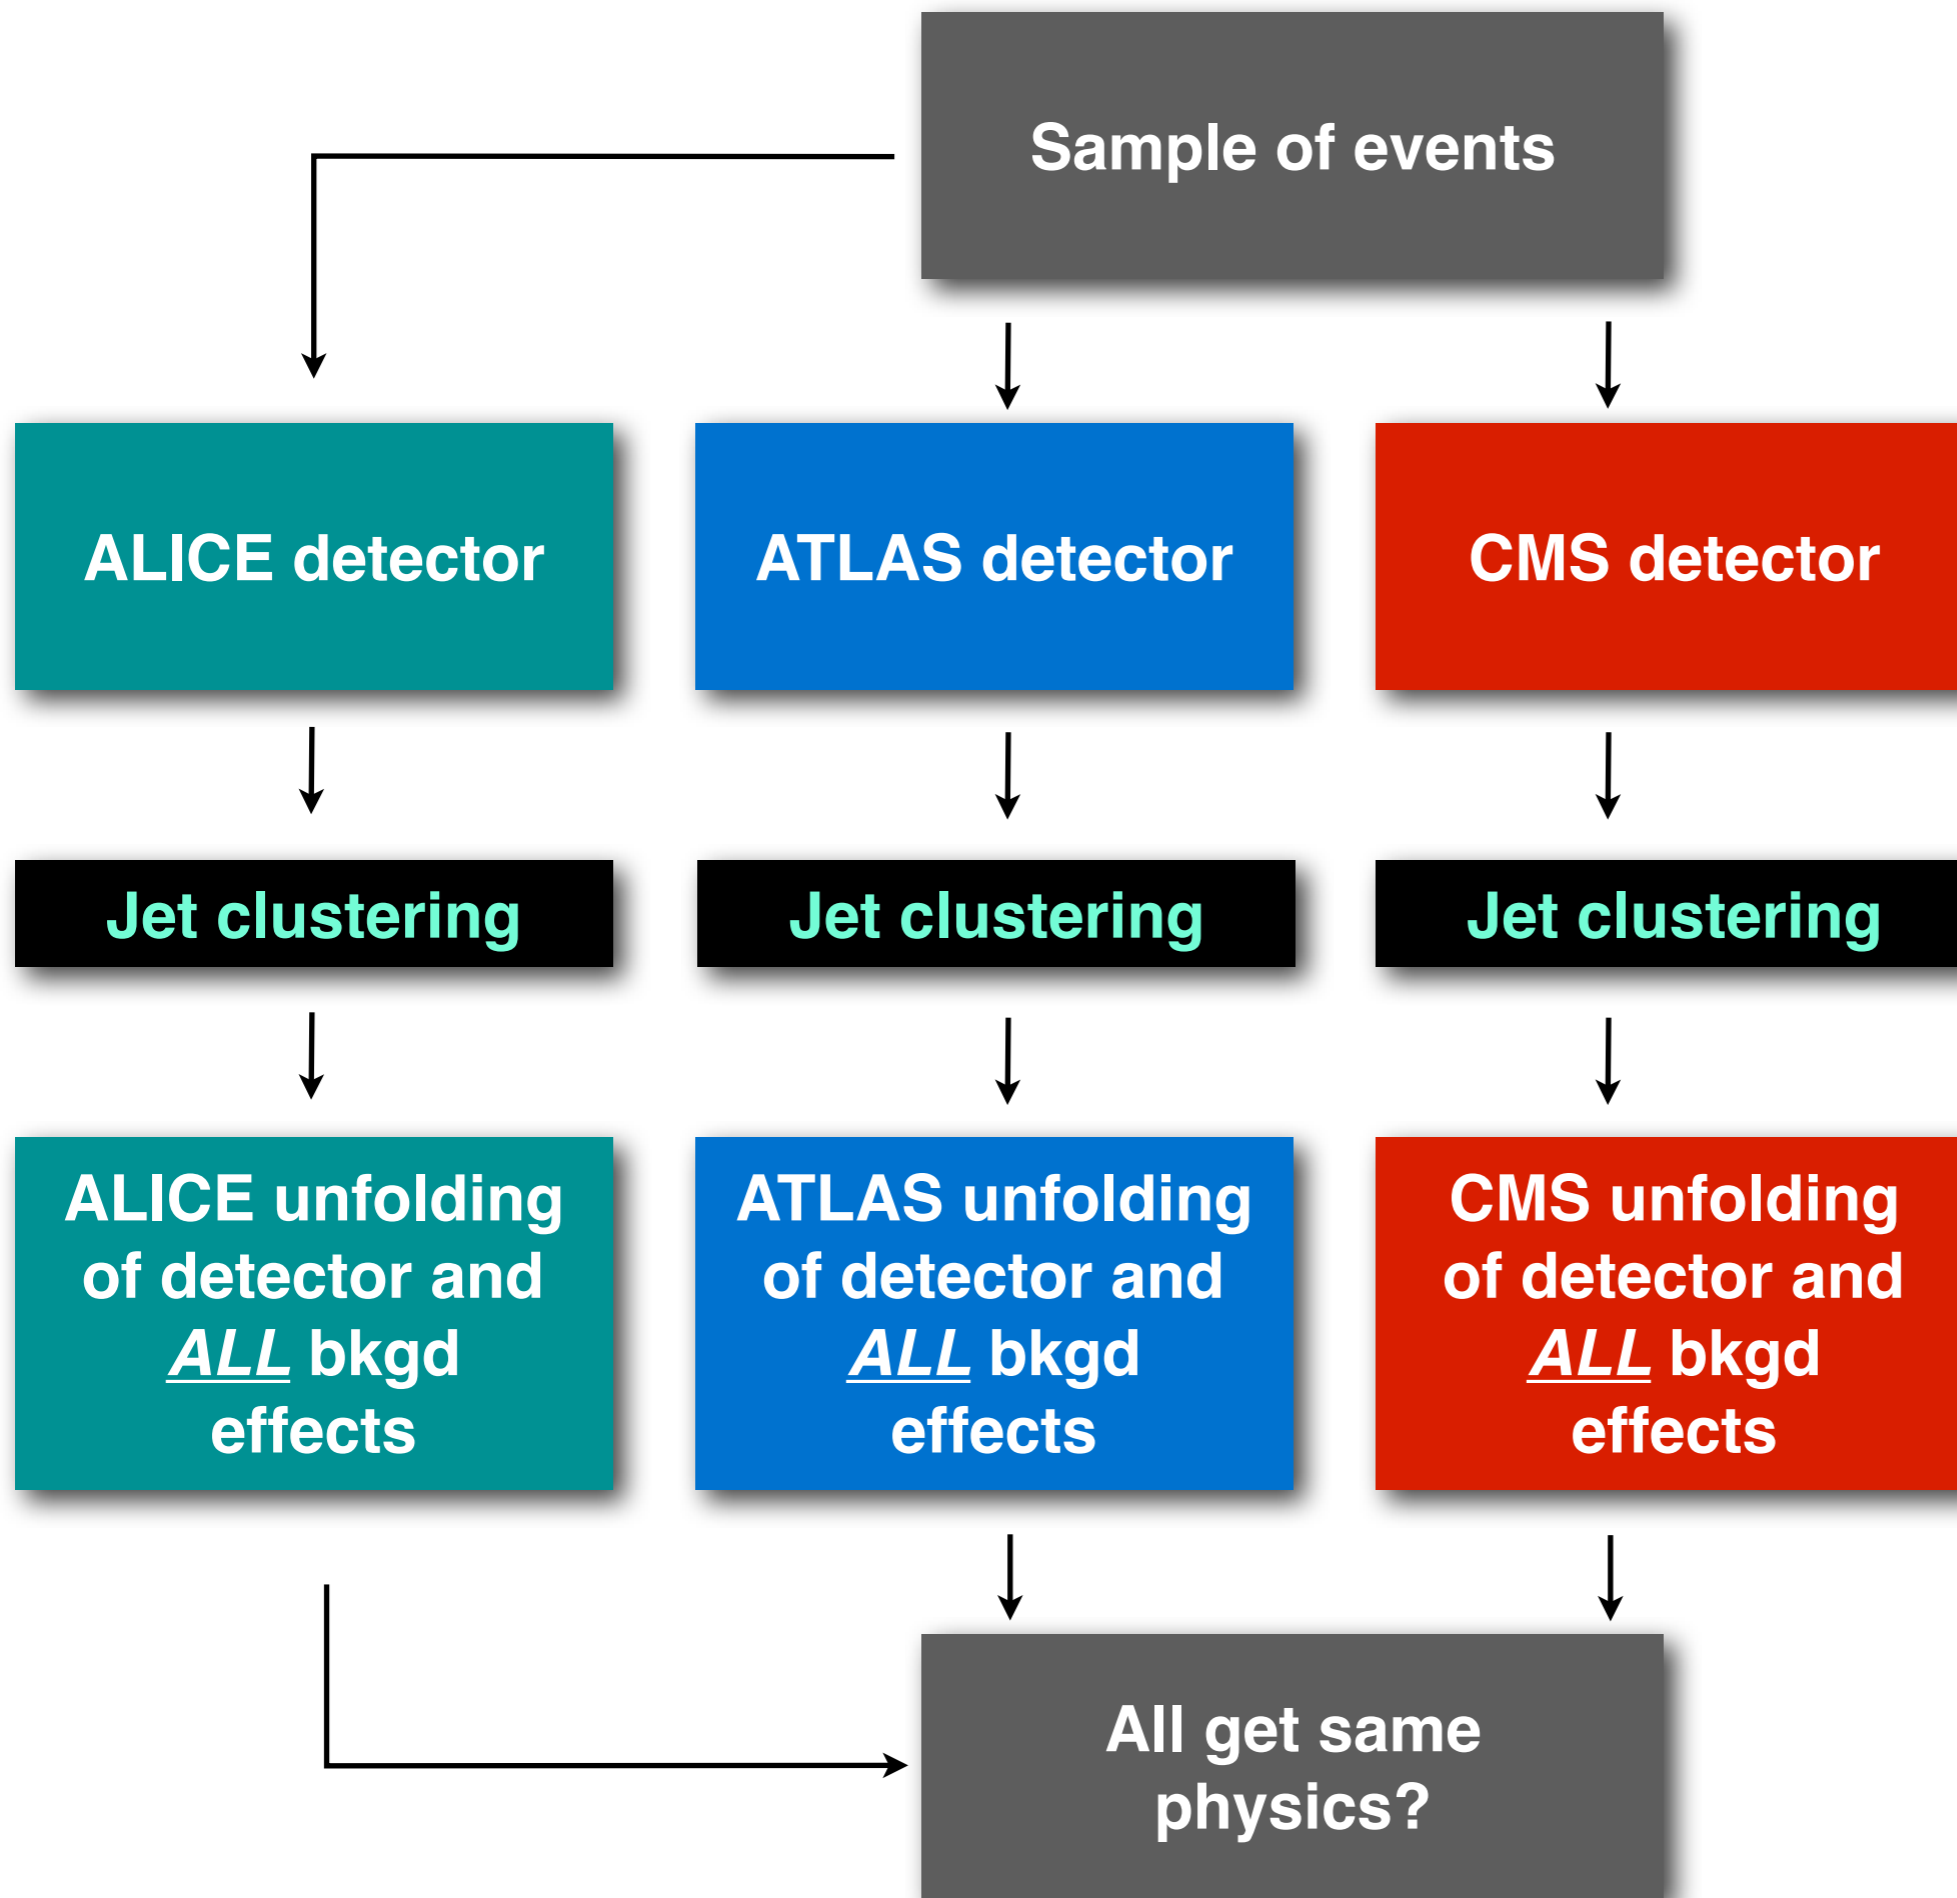 Sample of events
ALICE detector
ATLAS detector
CMS detector
Jet clustering
Jet clustering
Jet clustering
ALICE unfolding
of detector and
ALL bkgd
effects
ATLAS unfolding
of detector and
ALL bkgd
effects
CMS unfolding
of detector and
ALL bkgd
effects
All get same
physics?